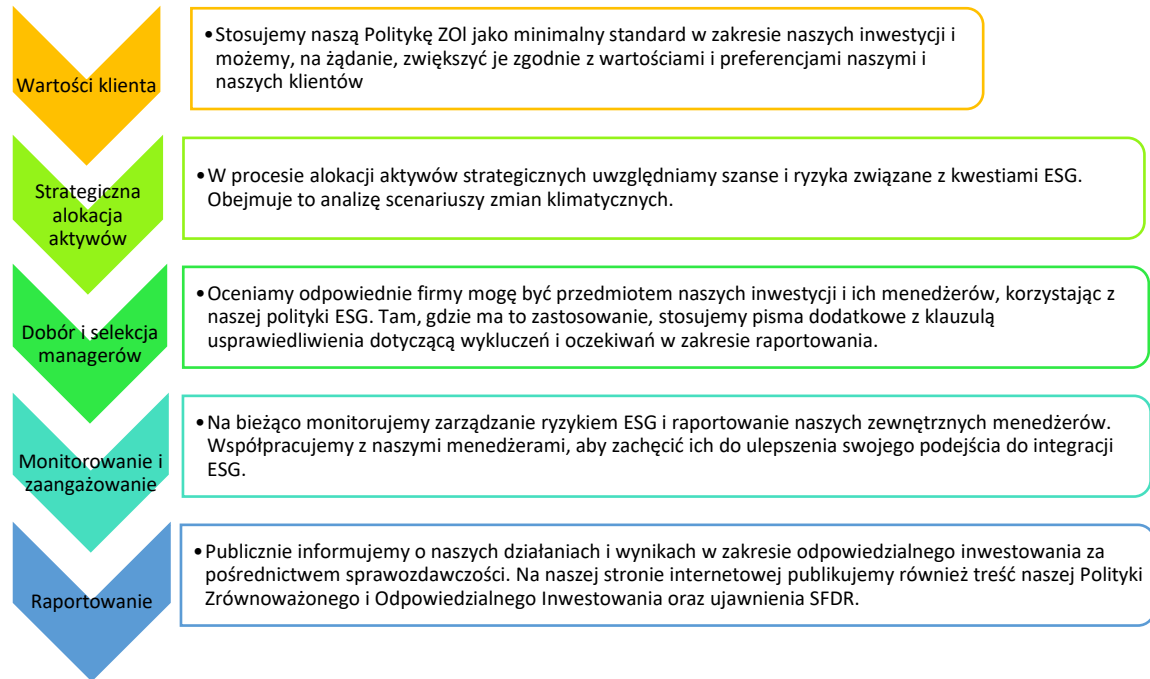 Wartości klienta
•Stosujemy naszą Politykę ZOI jako minimalny standard w zakresie naszych inwestycji i
możemy, na żądanie, zwiększyć je zgodnie z wartościami i preferencjami naszymi i
naszych klientów
Strategiczna
alokacja
aktywów
•W procesie alokacji aktywów strategicznych uwzględniamy szanse i ryzyka związane z kwestiami ESG.
Obejmuje to analizę scenariuszy zmian klimatycznych.
Dobór i selekcja
managerów
•Oceniamy odpowiednie firmy mogę być przedmiotem naszych inwestycji i ich menedżerów, korzystając z
naszej polityki ESG. Tam, gdzie ma to zastosowanie, stosujemy pisma dodatkowe z klauzulą
usprawiedliwienia dotyczącą wykluczeń i oczekiwań w zakresie raportowania.
Monitorowanie i
zaangażowanie
•Na bieżąco monitorujemy zarządzanie ryzykiem ESG i raportowanie naszych zewnętrznych menedżerów.
Współpracujemy z naszymi menedżerami, aby zachęcić ich do ulepszenia swojego podejścia do integracji
ESG.
Raportowanie
•Publicznie informujemy o naszych działaniach i wynikach w zakresie odpowiedzialnego inwestowania za
pośrednictwem sprawozdawczości. Na naszej stronie internetowej publikujemy również treść naszej Polityki
Zrównoważonego i Odpowiedzialnego Inwestowania oraz ujawnienia SFDR.